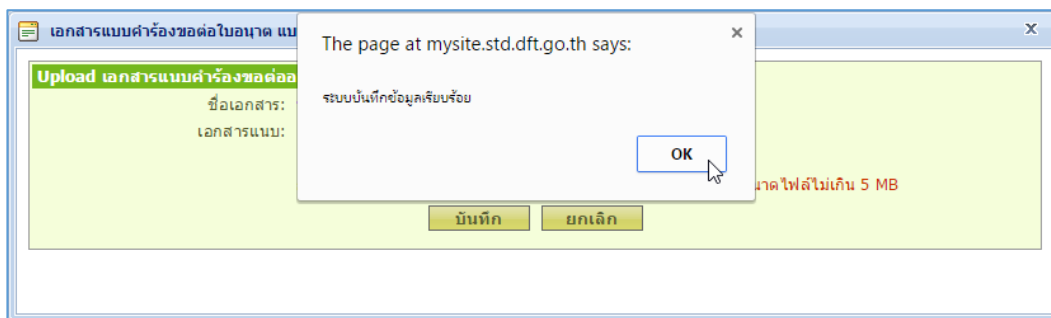 เอกสารแบบคำร้องขอต่อใบอนาต แบ
X
The page at mysite.std.dft.go.th says:
×
Upload เอกสารแนบคำร้องขอต่ออ
ระบบบันทึกข้อมูลเรียบร้อย
ชื่อเอกสาร:
เอกสารแนบ:
OK
นาดไฟล์ไม่เกิน 5 MB
บันทึก
ยกเลิก